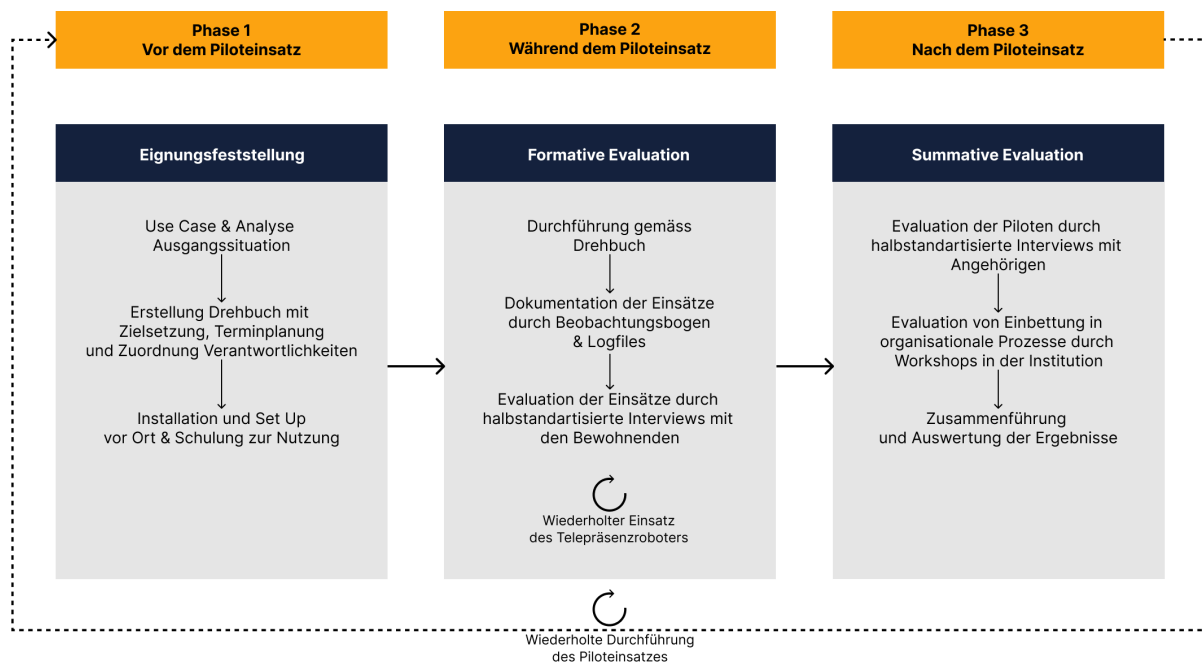 Phase 1
Vor dem Piloteinsatz
Phase 2
Während dem Piloteinsatz
Phase 3
Nach dem Piloteinsatz
Eignungsfeststellung
Use Case & Analyse
Ausgangssituation
Erstellung Drehbuch mit
Zielsetzung, Terminplanung
und Zuordnung Verantwortlichkeiten
Installation und Set Up
vor Ort & Schulung zur Nutzung
Formative Evaluation
Durchführung gemäss
Drehbuch
Dokumentation der Einsätze
durch Beobachtungsbogen
& Logfiles
Evaluation der Einsätze durch
halbstandartisierte Interviews mit
den Bewohnenden
Wiederholter Einsatz
des Telepräsenzroboters
Summative Evaluation
Evaluation der Piloten durch
halbstandartisierte Interviews mit
Angehörigen
Evaluation von Einbettung in
organisationale Prozesse durch
Workshops in der Institution
Zusammenführung
und Auswertung der Ergebnisse
Wiederholte Durchführung
des Piloteinsatzes